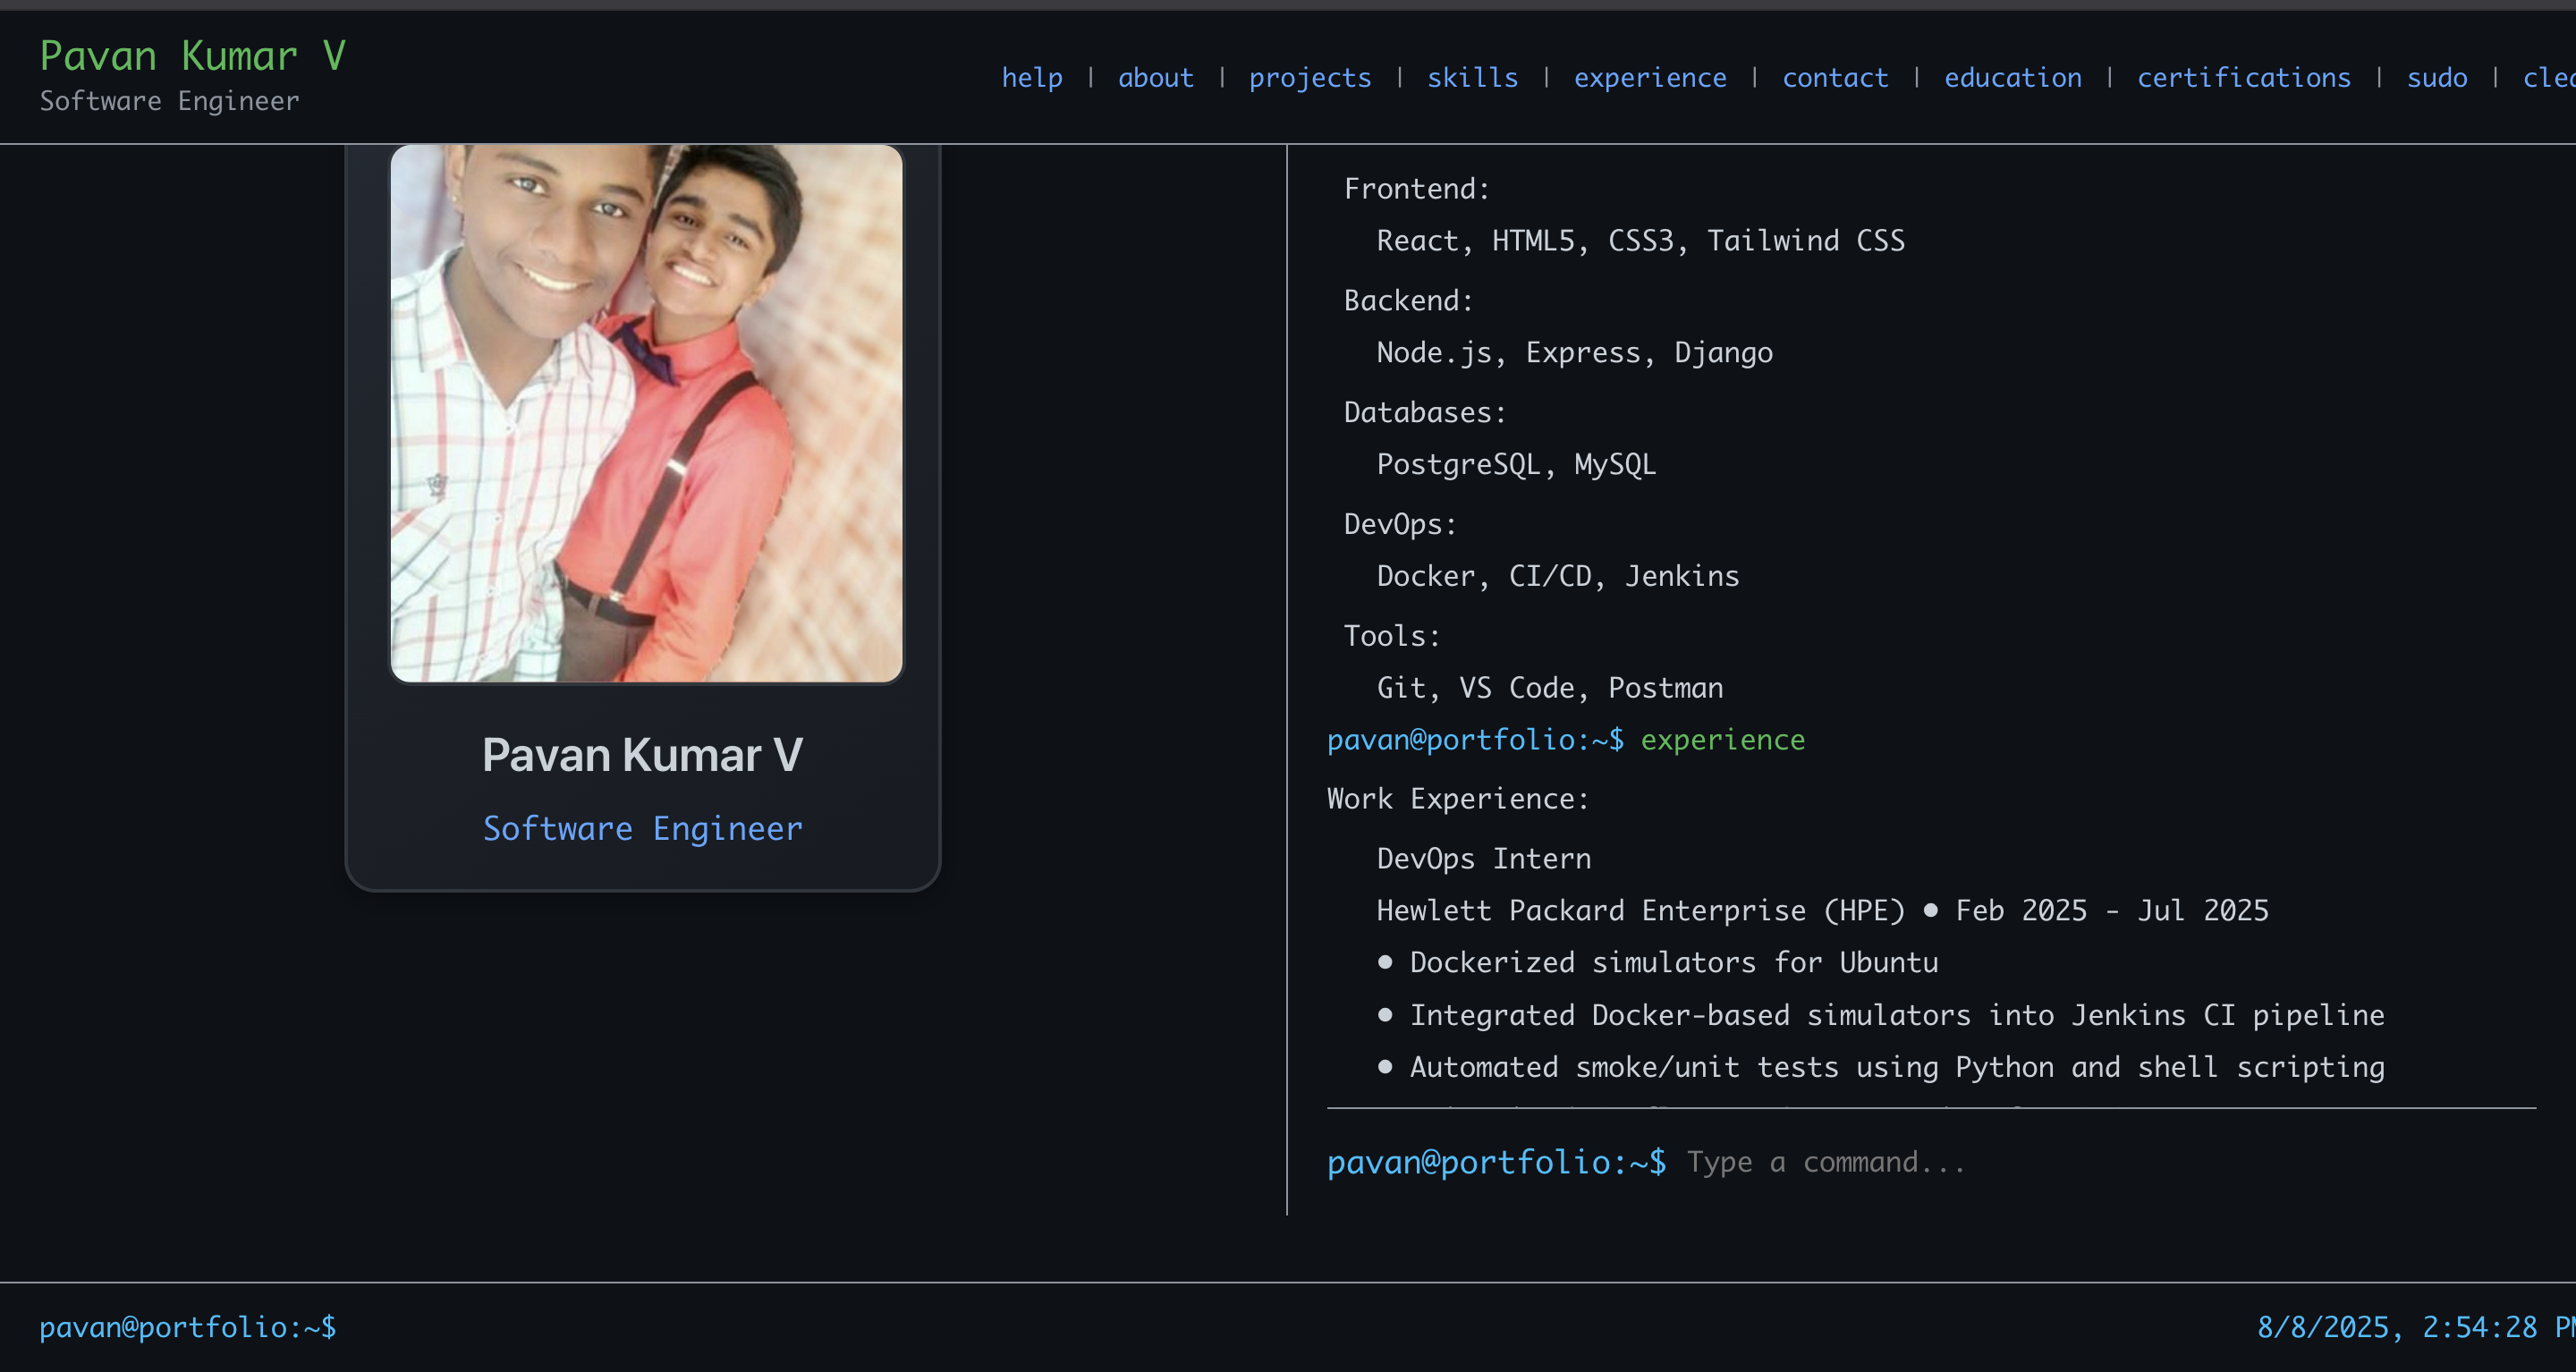 Pavan Kumar V
Software Engineer
help | about | projects | skills | experience | contact | education | certifications | sudo |
Pavan Kumar V
Software Engineer
Frontend:
React, HTML5, CSS3, Tailwind CSS
Backend:
Node.js, Express, Django
Databases:
PostgreSQL, MySQL
DevOps:
Docker, CI/CD, Jenkins
Tools:
Git, VS Code, Postman
pavan@portfolio:~$ experience
Work Experience:
DevOps Intern
Hewlett Packard Enterprise (HPE) • Feb 2025 - Jul 2025
• Dockerized simulators for Ubuntu
• Integrated Docker-based simulators into Jenkins CI pipeline
• Automated smoke/unit tests using Python and shell scripting
pavan@portfolio:~$ Type a command...
pavan@portfolio:~$
8/8/2025, 2:54:28